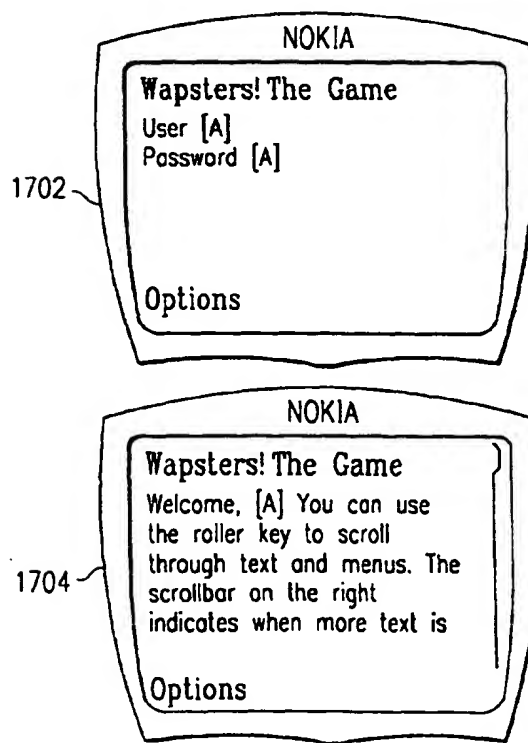 NOKIA
Wapsters! The Game
User [A]
Password [A]
1702
Options
NOKIA
Wapsters! The Game
Welcome, [A] You can use
the roller key to scroll
through text and menus. The
1704
scrollbar on the right
indicates when more text is
Options